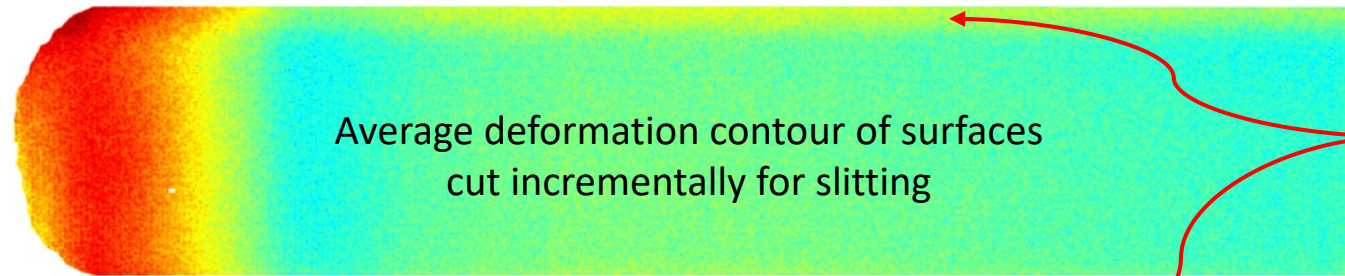 Average deformation contour of surfaces
cut incrementally for slitting